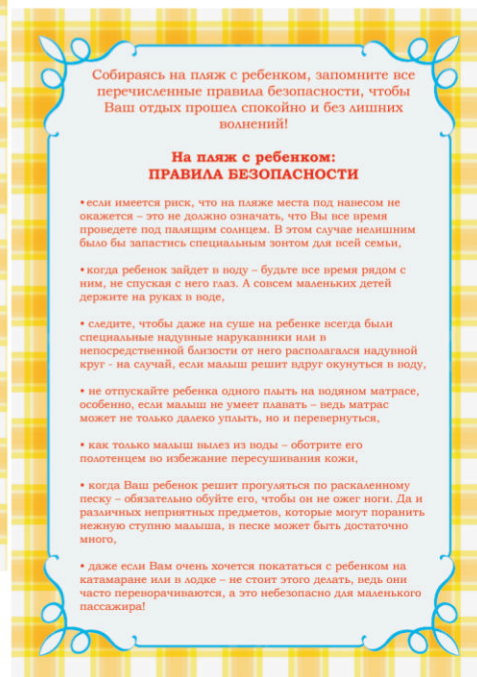 Собираясь на пляж с ребенком, запомните все
перечисленные правила безопасности, чтобы
Ваш отдых прошел спокойно и без лишних
волнений!
На пляж с ребенком:
ПРАВИЛА БЕЗОПАСНОСТИ
• если имеется риск, что на пляже места под навесом не
окажется – это не должно означать, что Вы все время
проведете под палящим солнцем. В этом случае нелишним
было бы запастись специальным зонтом для всей семьи,
• когда ребенок зайдет в воду – будьте все время рядом с
ним, не спуская с него глаз. А совсем маленьких детей
держите на руках в воде,
• следите, чтобы даже на суше на ребенке всегда были
специальные надувные нарукавники или в
непосредственной близости от него располагался надувной
круг - на случай, если малыш решит вдруг окунуться в воду,
• не отпускайте ребенка одного плыть на водяном матрасе,
особенно, если малыш не умеет плавать – ведь матрас
может не только далеко уплыть, но и перевернуться,
• как только малыш вылез из воды – оботрите его
полотенцем во избежание пересушивания кожи,
• когда Ваш ребенок решит прогуляться по раскаленному
песку – обязательно обуйте его, чтобы он не ожег ноги. Да и
различных неприятных предметов, которые могут поранить
нежную ступню малыша, в песке может быть достаточно
много,
• даже если Вам очень хочется покататься с ребенком на
катамаране или в лодке – не стоит этого делать, ведь они
часто переворачиваются, а это небезопасно для маленького
пассажира!